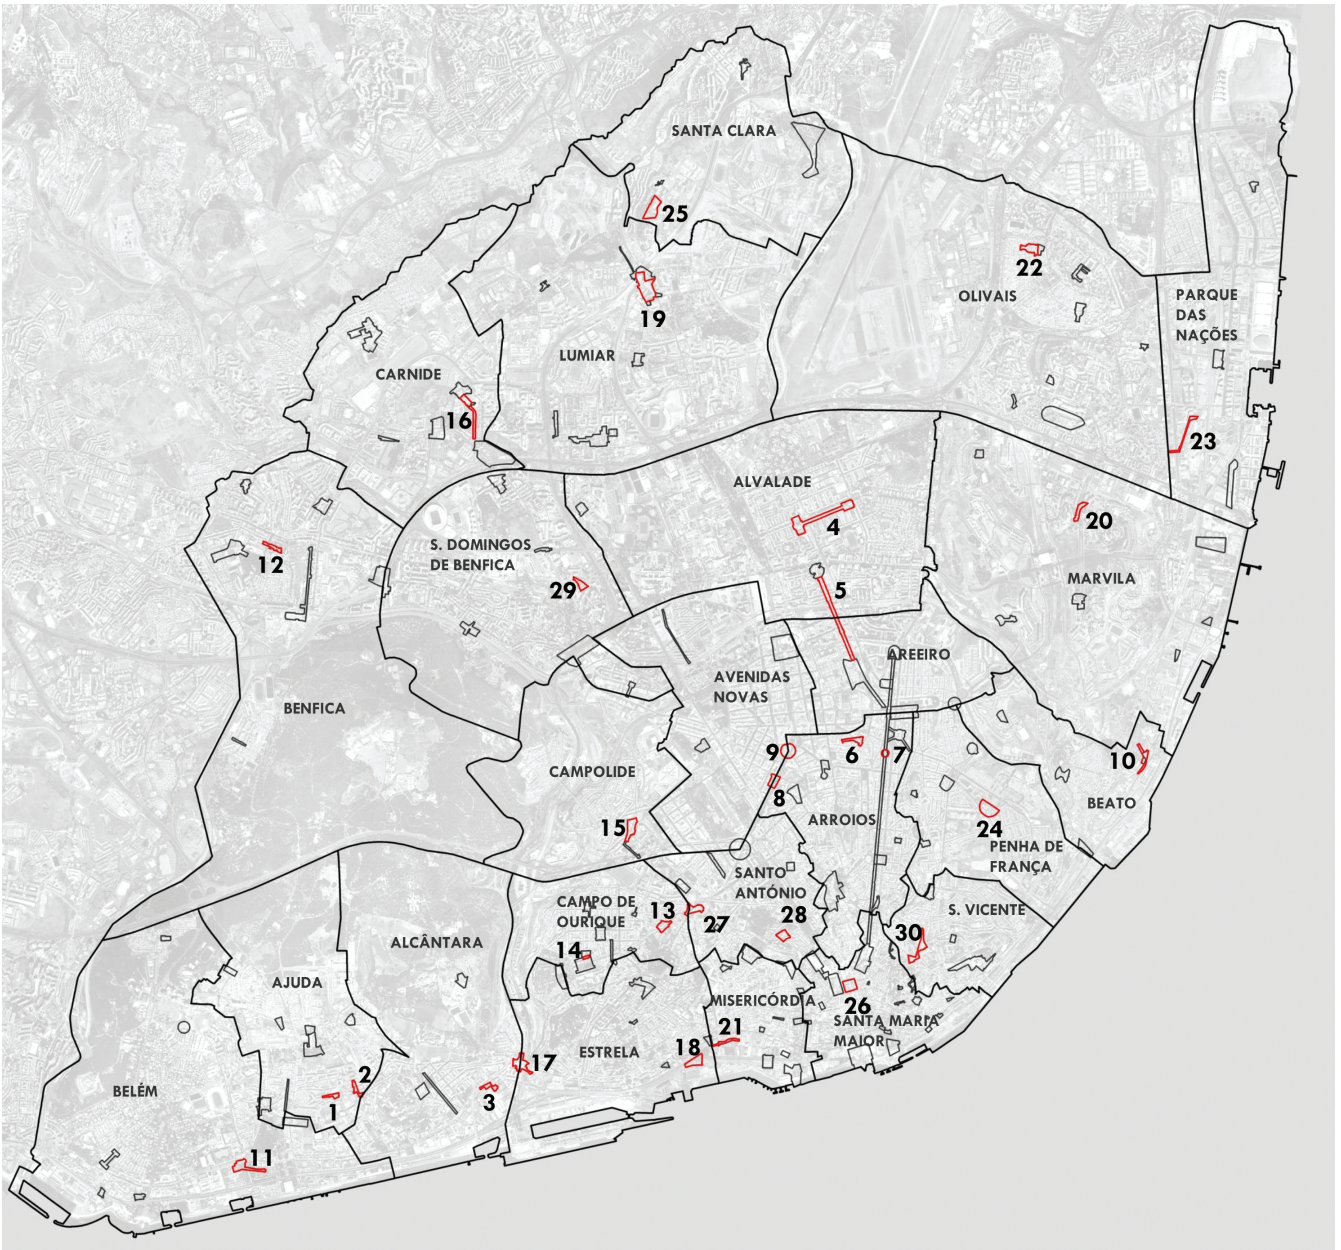 SANTA CLARA
25
22
OLIVAIS
PARQUE
DAS
NAÇÕES
19
LUMIAR
CARNIDE
16
23
ALVALADE
4
20
S. DOMINGOS
DE BENFICA
12
29
5
MARVILA
AREEIRO
AVENIDAS
NOVAS
BENFICA
9
6
7
10
CAMPOLIDE
8
BEATO
15
ARROIOS
24
PENHA DE
FRANÇA
SANTO
ANTÓNIO
CAMPO DE
OURIQUE
13
27
28
S. VICENTE
30
ALCÂNTARA
14
AJUDA
26
MISERICÓRDIA
SANTA MARIA
MAIOR
21
18
ESTRELA
17
BELÉM
2
1
3
11